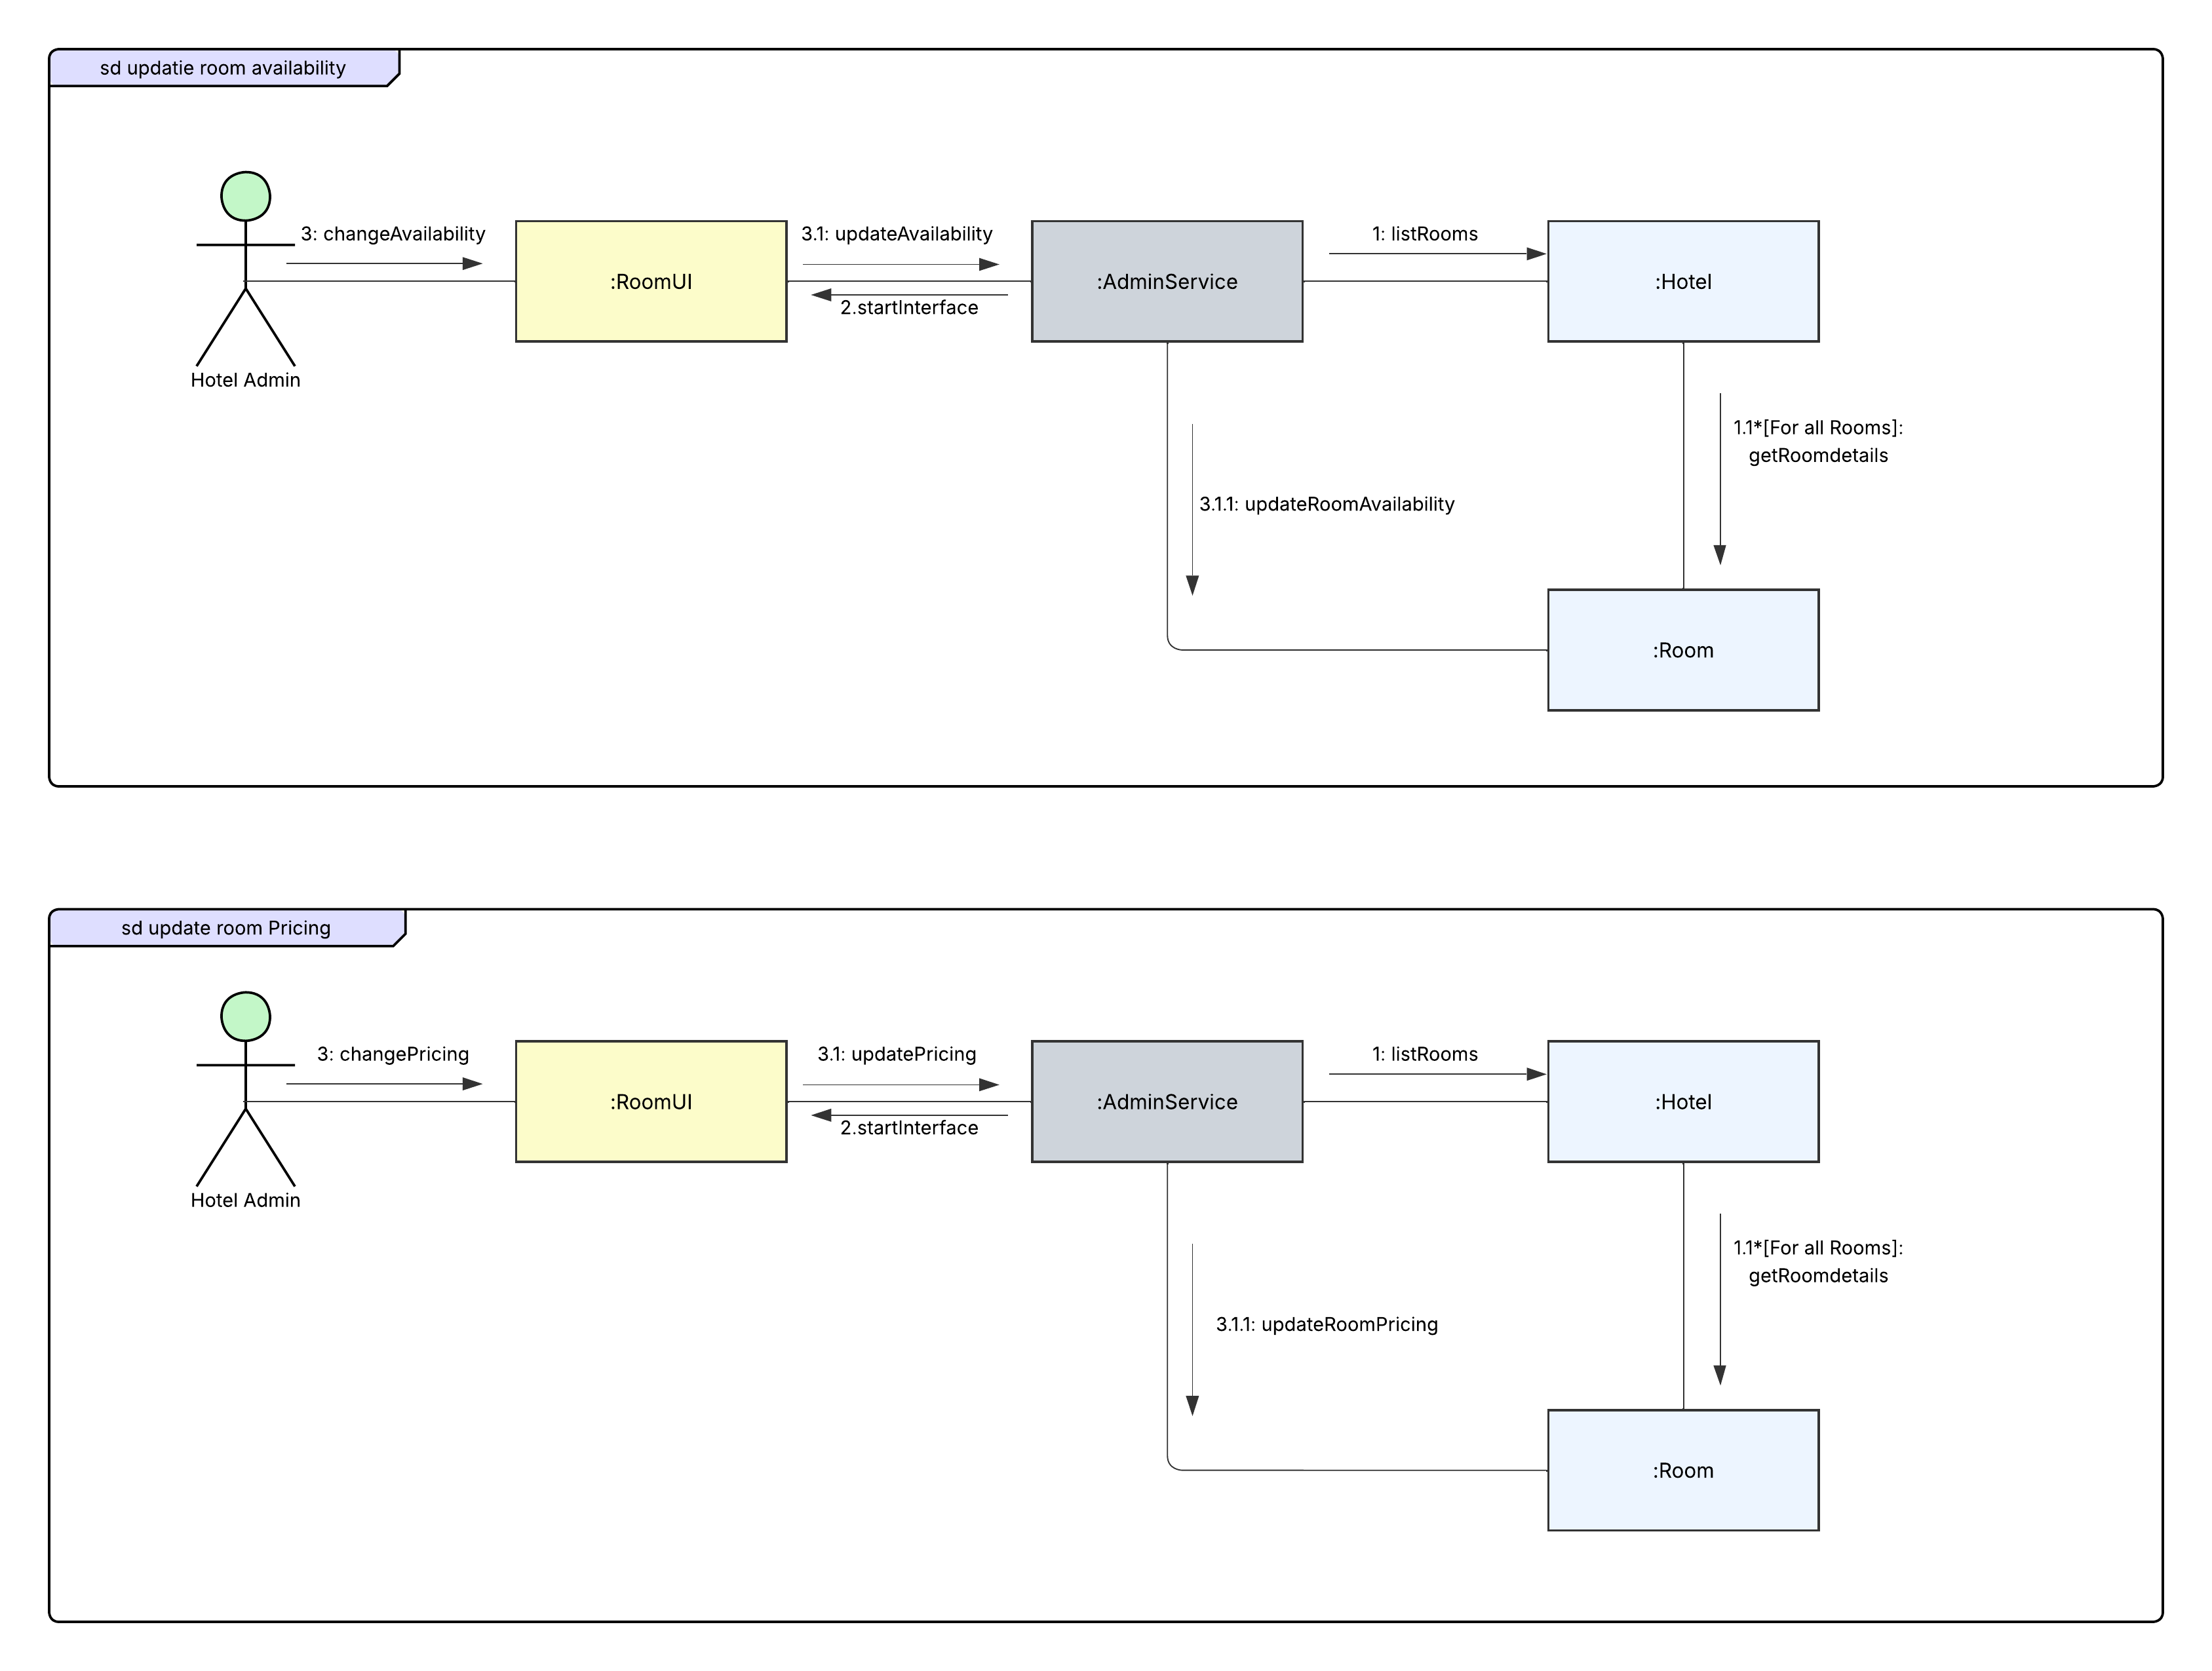 sd updatie room availability
3: changeAvailability
3.1: updateAvailability
1: listRooms
:RoomUI
:AdminService
:Hotel
2.startInterface
Hotel Admin
1.1*[For all Rooms]:
getRoomdetails
3.1.1: updateRoomAvailability
:Room
sd update room Pricing
3: changePricing
3.1: updatePricing
1: listRooms
:RoomUI
:AdminService
:Hotel
2.startInterface
Hotel Admin
1.1*[For all Rooms]:
getRoomdetails
3.1.1: updateRoomPricing
:Room